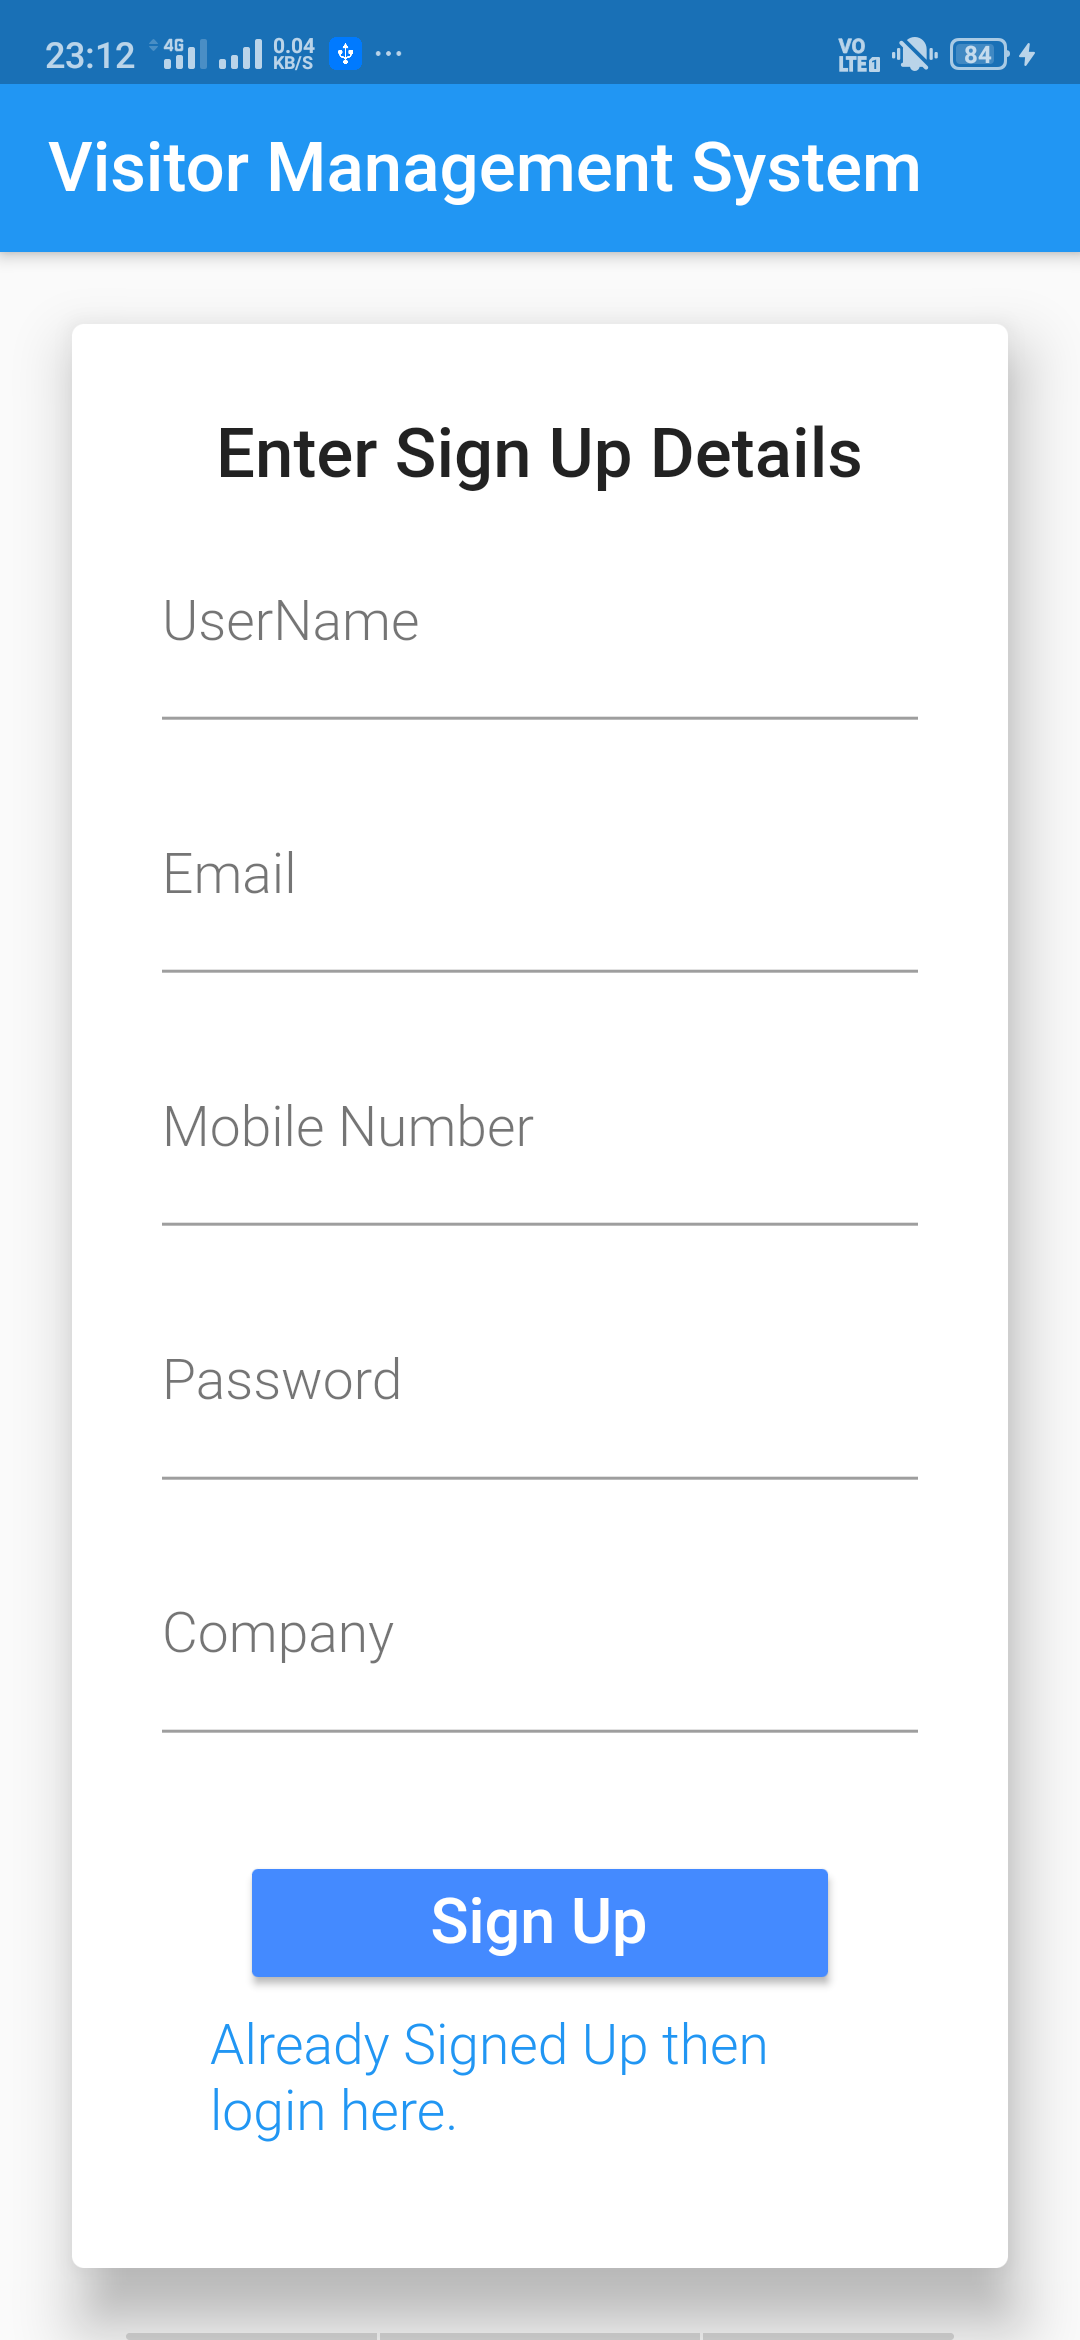 23:12 4G 0.04 KB/S ... VO LTE1 84
Visitor Management System
Enter Sign Up Details
UserName
Email
Mobile Number
Password
Company
Sign Up
Already Signed Up then
login here.